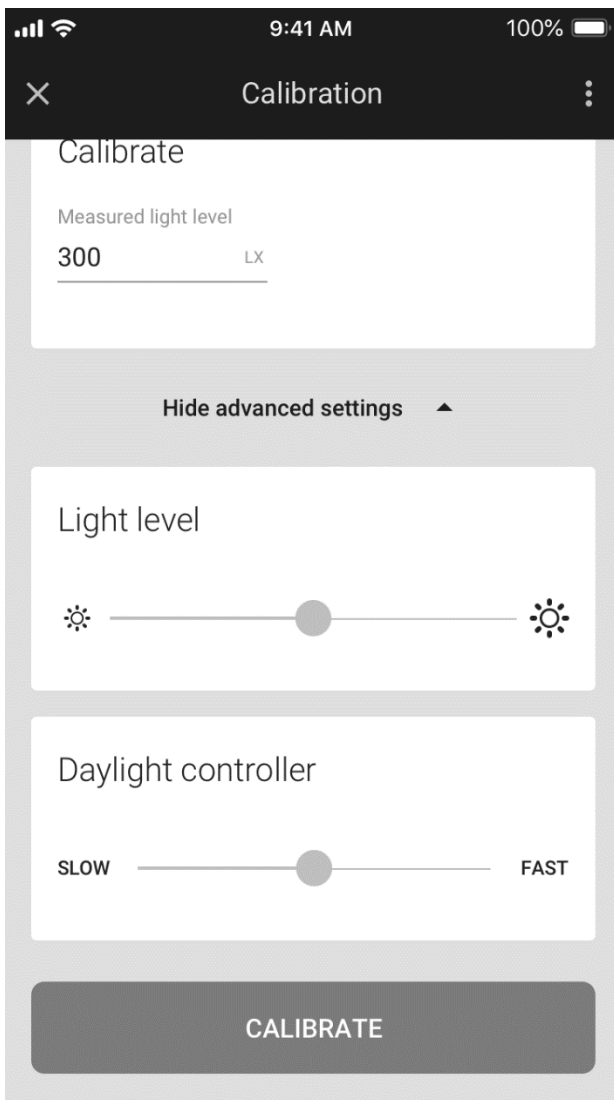 9:41 AM
100%
Calibration
Calibrate
Measured light level
300 LX
Hide advanced settings
Light level
Daylight controller
SLOW FAST
CALIBRATE